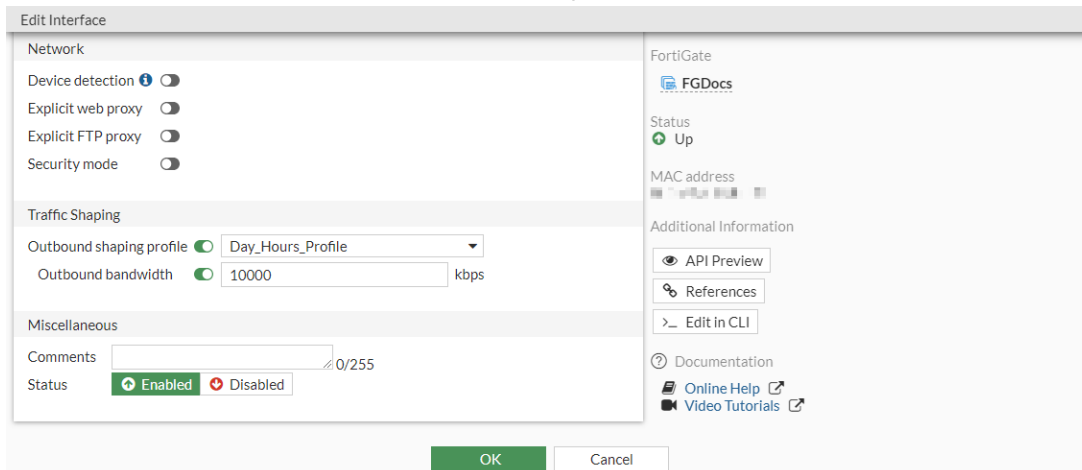 Edit Interface
Network
Device detection
Explicit web proxy
Explicit FTP proxy
Security mode
Traffic Shaping
Outbound shaping profile Day_Hours_Profile
Outbound bandwidth 10000 kbps
Miscellaneous
Comments 0/255
Status Enabled Disabled
FortiGate
FGDocs
Status
Up
MAC address
Additional Information
API Preview
References
>_ Edit in CLI
Documentation
Online Help
Video Tutorials
OK Cancel